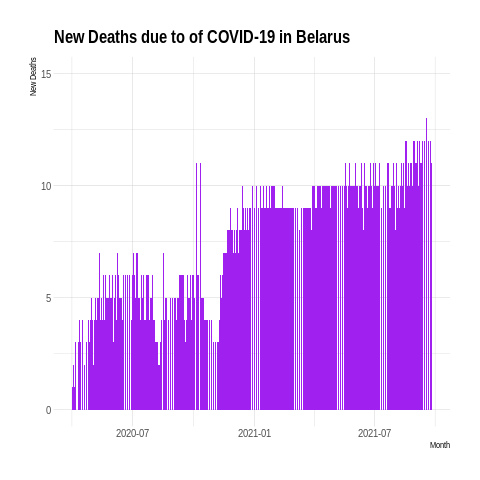 New Deaths due to of COVID-19 in Belarus
New Deaths
15
10
5
0
2020-07
2021-01
2021-07
Month